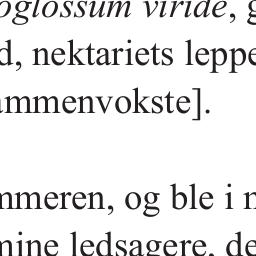 oglossum viride,
d, nektariets leppe
ammenvokste].
mmeren, og ble i
mine ledsagere, de